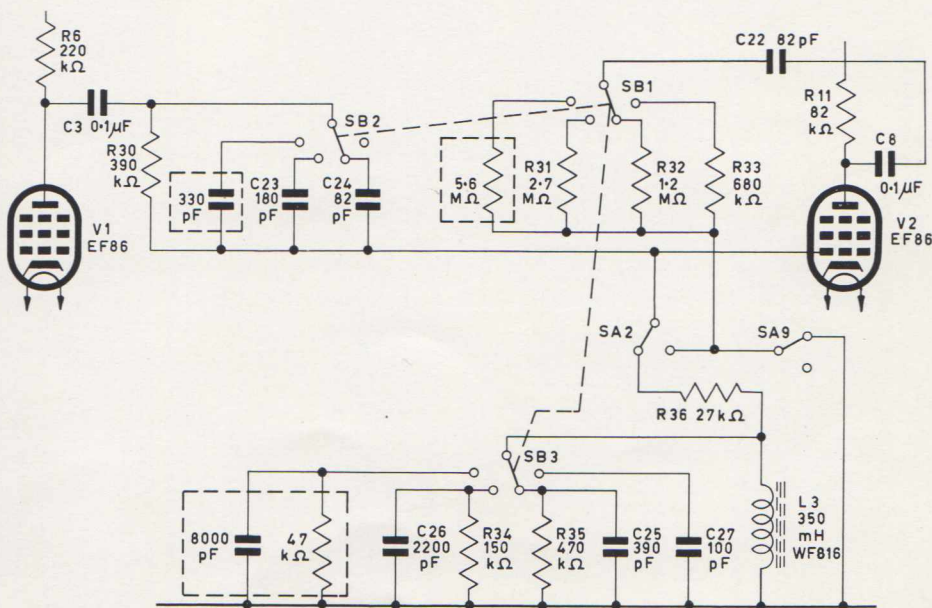 R6
220
kΩ
C3 0·1μF
R30
390
kΩ
V1
EF86
330
pF
C23
180
pF
C24
82
pF
SB2
SB1
C22 82pF
5·6
MΩ
R31
2·7
MΩ
R32
1·2
MΩ
R33
680
kΩ
R11
82
kΩ
C8
0·1μF
V2
EF86
SA2
SA9
R36 27kΩ
SB3
8000
pF
47
kΩ
C26
2200
pF
R34
150
kΩ
R35
470
kΩ
C25
390
pF
C27
100
pF
L3
350
mH
WF816